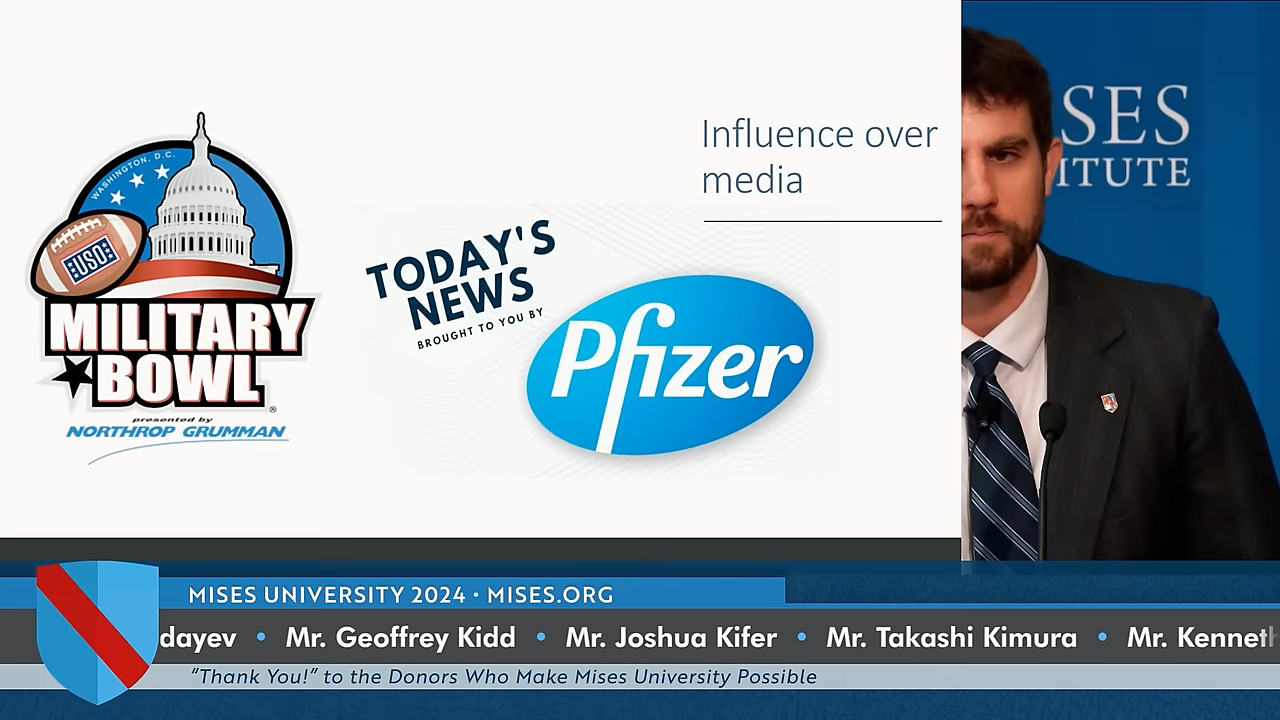 WASHINGTON, D.C.
USO
MILITARY
BOWL
®
presented by
NORTHROP GRUMMAN
Influence over
media
TODAY'S
NEWS
BROUGHT TO YOU BY
Pfizer
SES
ITUTE
MISES UNIVERSITY 2024 • MISES.ORG
dayev • Mr. Geoffrey Kidd • Mr. Joshua Kifer • Mr. Takashi Kimura • Mr. Kenneth
“Thank You!” to the Donors Who Make Mises University Possible